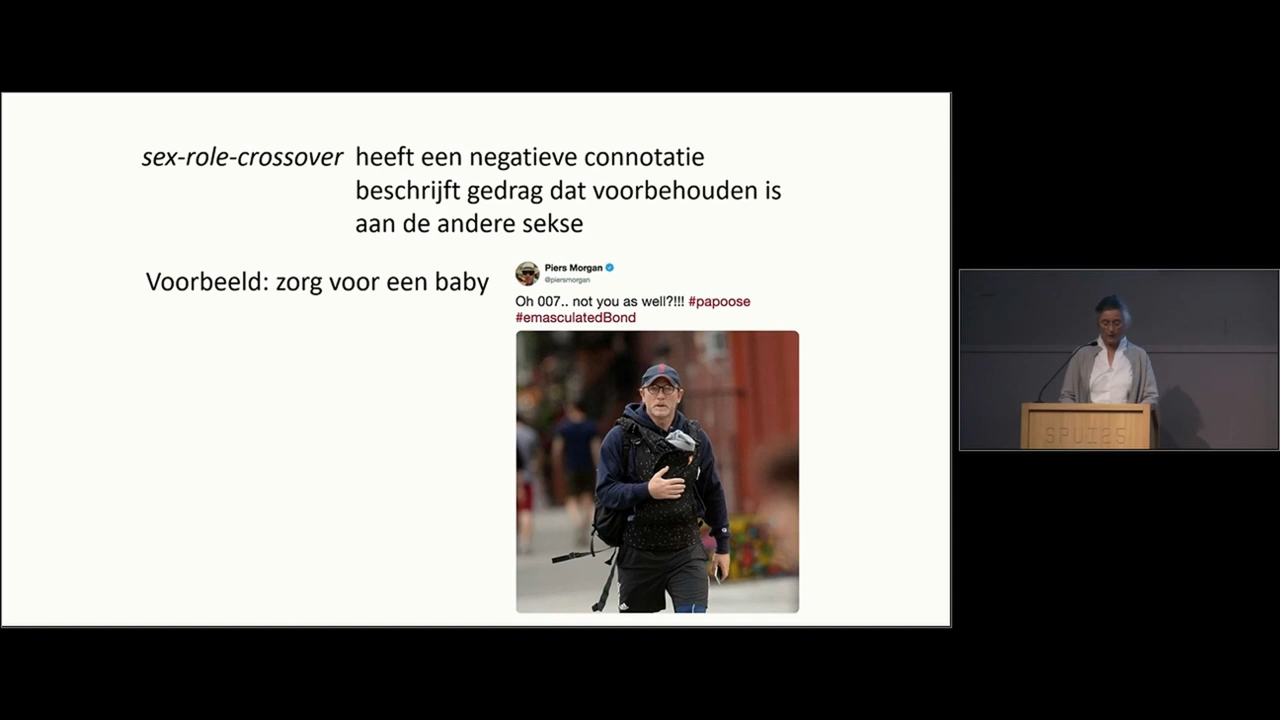 sex-role-crossover heeft een negatieve connotatie
beschrijft gedrag dat voorbehouden is
aan de andere sekse
Voorbeeld: zorg voor een baby
Piers Morgan
@piersmorgan
Oh 007.. not you as well?!!! #papoose
#emasculatedBond
SPUI25